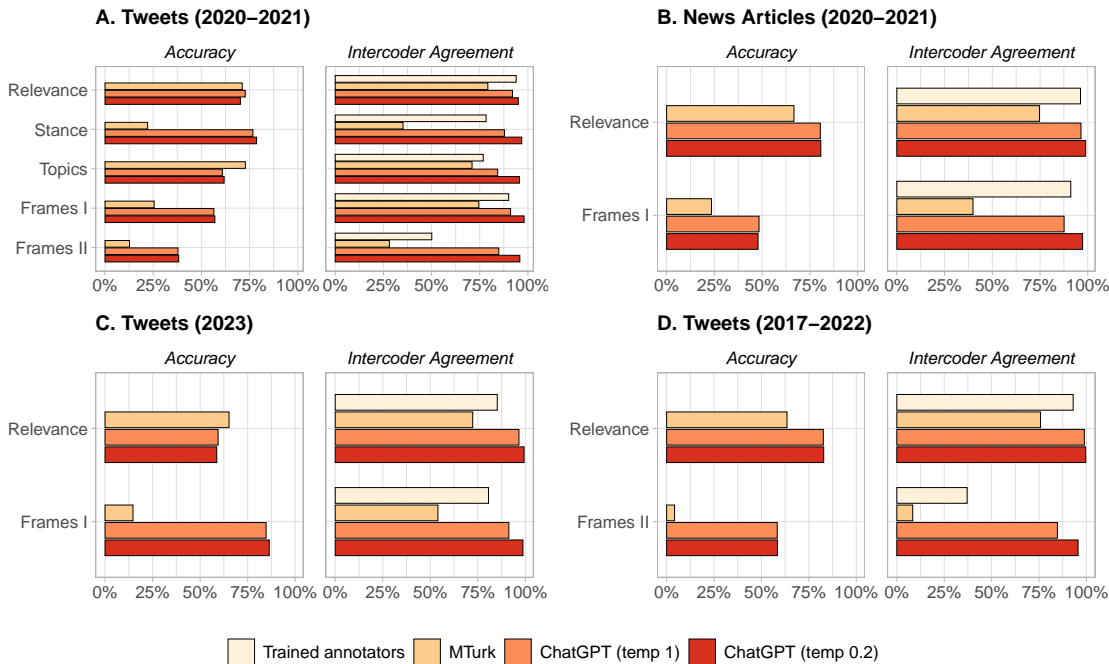 A. Tweets (2020–2021)
Accuracy
Intercoder Agreement
Relevance
Stance
Topics
Frames I
Frames II
0% 25% 50% 75% 100%
0% 25% 50% 75% 100%
B. News Articles (2020–2021)
Accuracy
Intercoder Agreement
Relevance
Frames I
0% 25% 50% 75% 100%
0% 25% 50% 75% 100%
C. Tweets (2023)
Accuracy
Intercoder Agreement
Relevance
Frames I
0% 25% 50% 75% 100%
0% 25% 50% 75% 100%
D. Tweets (2017–2022)
Accuracy
Intercoder Agreement
Relevance
Frames II
0% 25% 50% 75% 100%
0% 25% 50% 75% 100%
Trained annotators MTurk ChatGPT (temp 1) ChatGPT (temp 0.2)